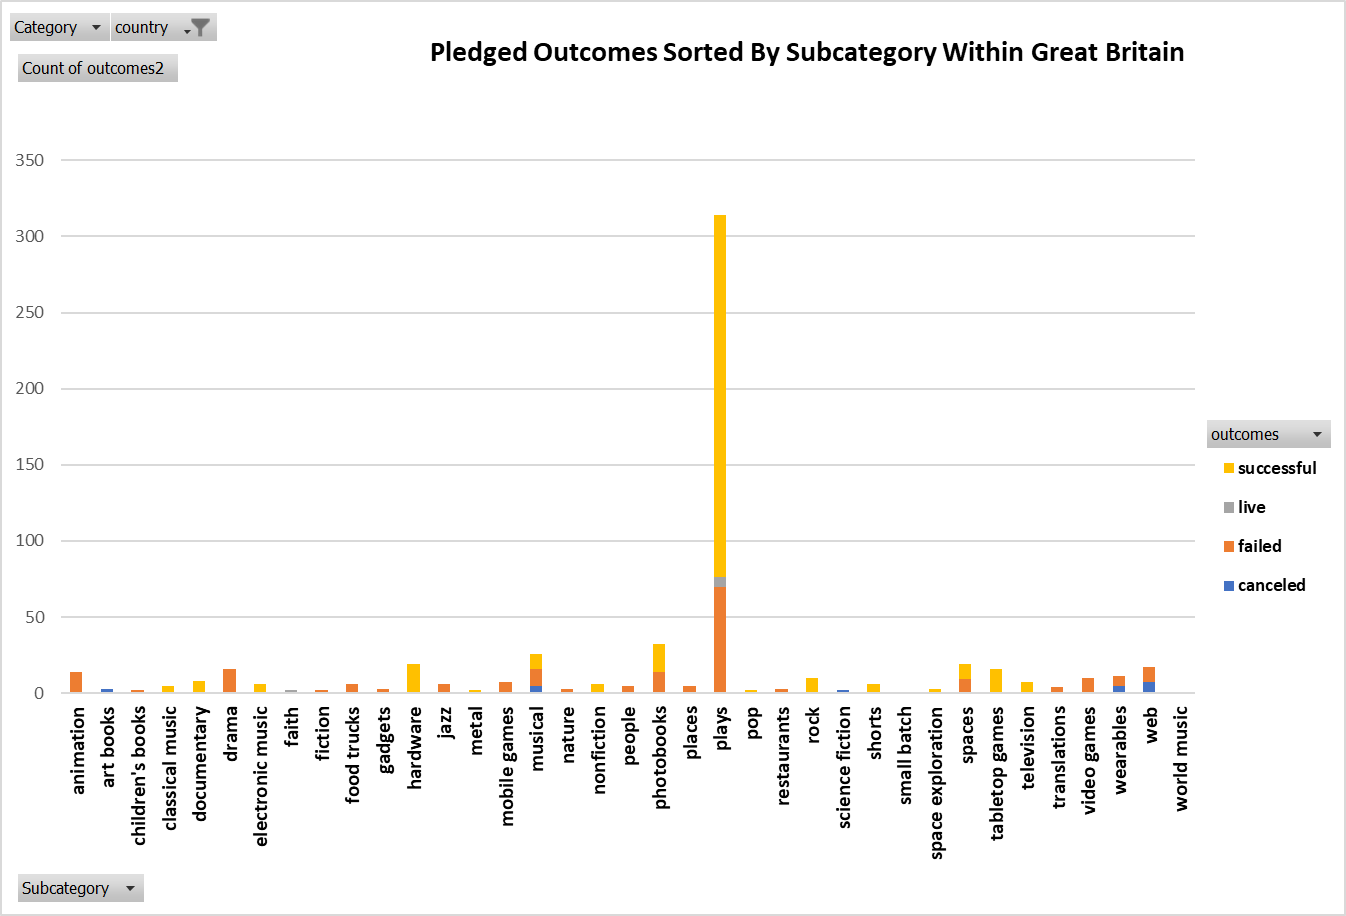 Category country
Count of outcomes2
Pledged Outcomes Sorted By Subcategory Within Great Britain
350
300
250
200
150
100
50
0
outcomes
successful
live
failed
canceled
animation
art books
children's books
classical music
documentary
drama
electronic music
faith
fiction
food trucks
gadgets
hardware
jazz
metal
mobile games
musical
nature
nonfiction
people
photobooks
places
plays
pop
restaurants
rock
science fiction
shorts
small batch
space exploration
spaces
tabletop games
television
translations
video games
wearables
web
world music
Subcategory